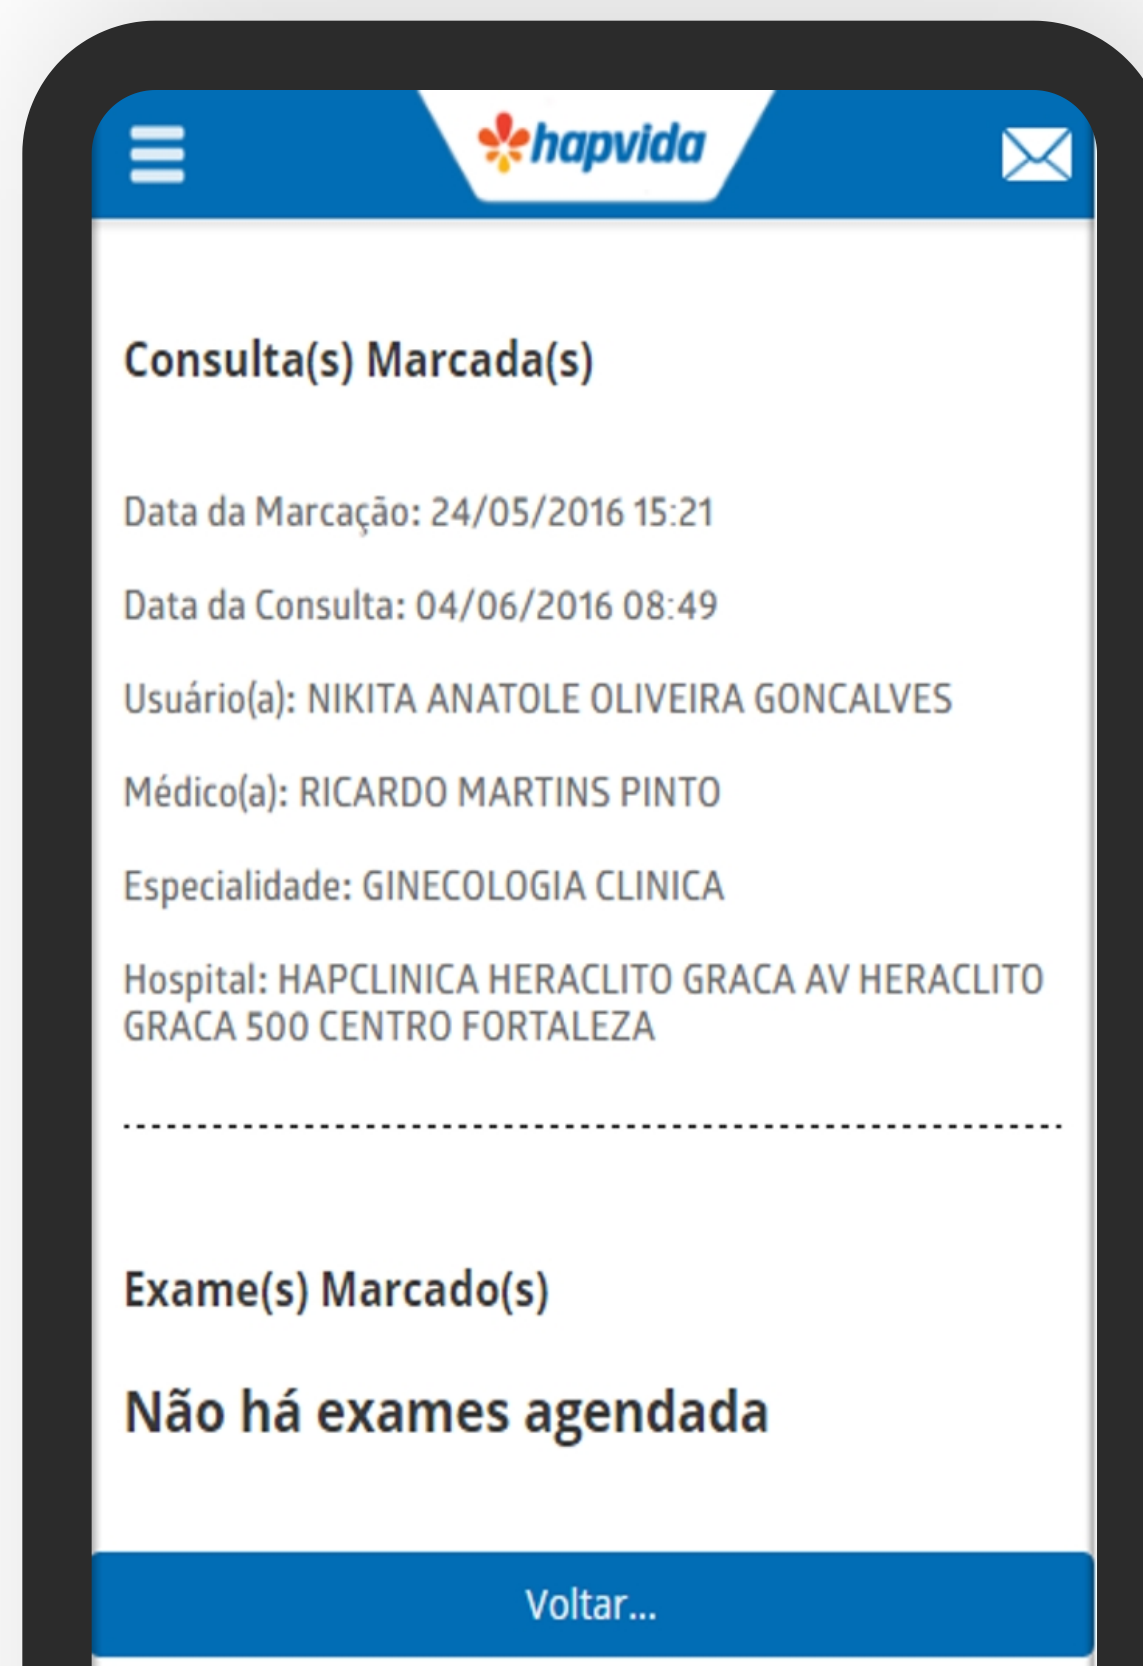 hapvida
Consulta(s) Marcada(s)
Data da Marcação: 24/05/2016 15:21
Data da Consulta: 04/06/2016 08:49
Usuário(a): NIKITA ANATOLE OLIVEIRA GONCALVES
Médico(a): RICARDO MARTINS PINTO
Especialidade: GINECOLOGIA CLINICA
Hospital: HAPCLINICA HERACLITO GRACA AV HERACLITO
GRACA 500 CENTRO FORTALEZA
Exame(s) Marcado(s)
Não há exames agendada
Voltar...